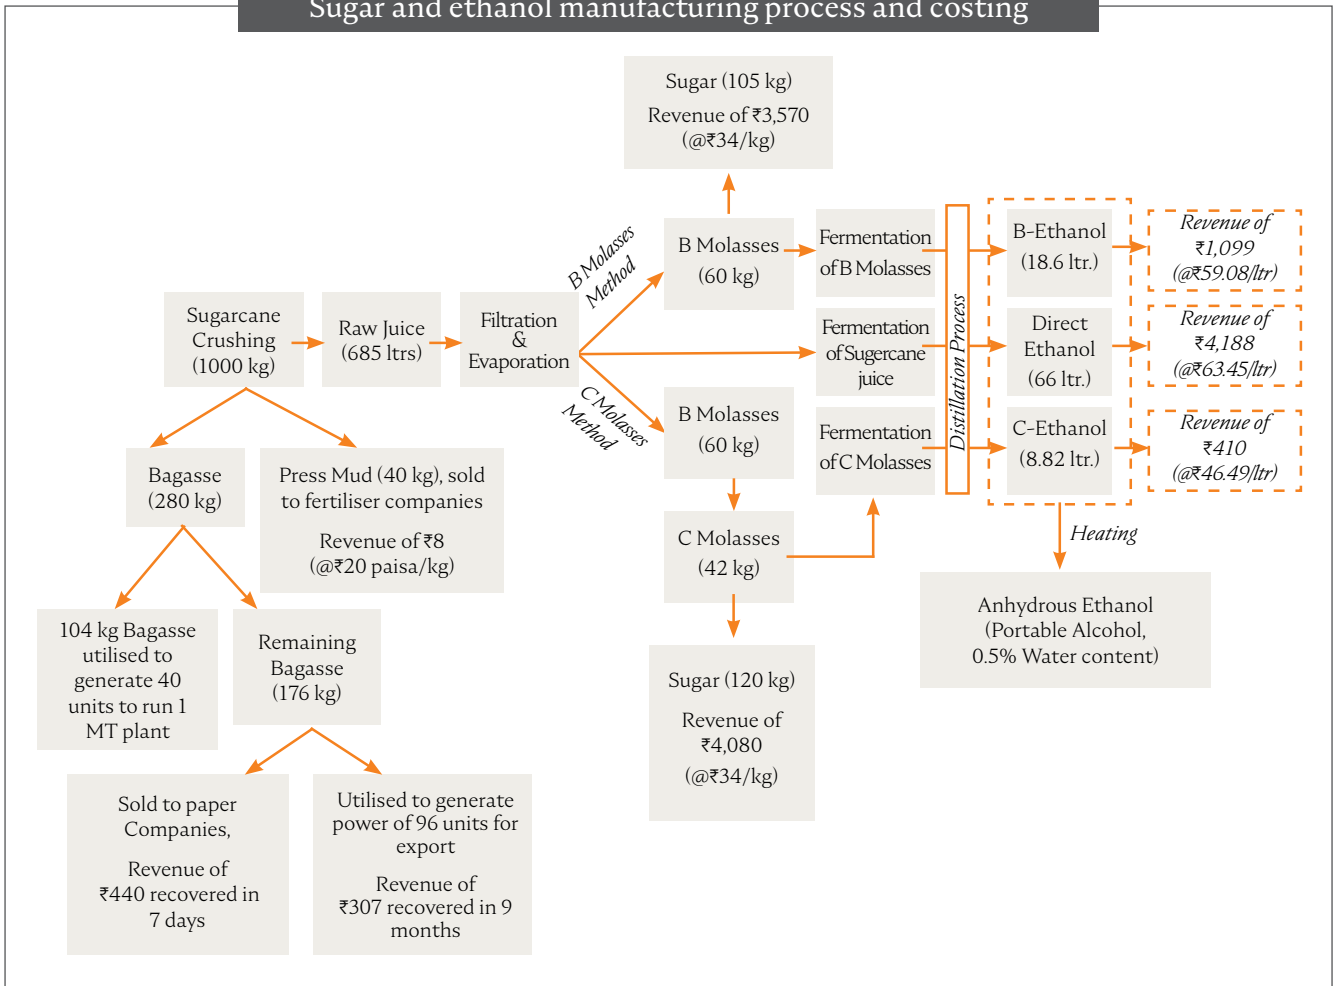 Sugar and ethanol manufacturing process and costing
Sugar (105 kg)
Revenue of ₹3,570
(@₹34/kg)
B Molasses
Method
B Molasses
(60 kg)
Fermentation
of B Molasses
Distillation Process
B-Ethanol
(18.6 ltr.)
Revenue of
₹1,099
(@₹59.08/ltr)
Sugarcane
Crushing
(1000 kg)
Raw Juice
(685 ltrs)
Filtration
&
Evaporation
Fermentation
of Sugercane
juice
Direct
Ethanol
(66 ltr.)
Revenue of
₹4,188
(@₹63.45/ltr)
C Molasses
Method
B Molasses
(60 kg)
Fermentation
of C Molasses
C-Ethanol
(8.82 ltr.)
Revenue of
₹410
(@₹46.49/ltr)
Bagasse
(280 kg)
Press Mud (40 kg), sold
to fertiliser companies
Revenue of ₹8
(@₹20 paisa/kg)
C Molasses
(42 kg)
Heating
Anhydrous Ethanol
(Portable Alcohol,
0.5% Water content)
104 kg Bagasse
utilised to
generate 40
units to run 1
MT plant
Remaining
Bagasse
(176 kg)
Sugar (120 kg)
Revenue of
₹4,080
(@₹34/kg)
Sold to paper
Companies,
Revenue of
₹440 recovered in
7 days
Utilised to generate
power of 96 units for
export
Revenue of
₹307 recovered in 9
months